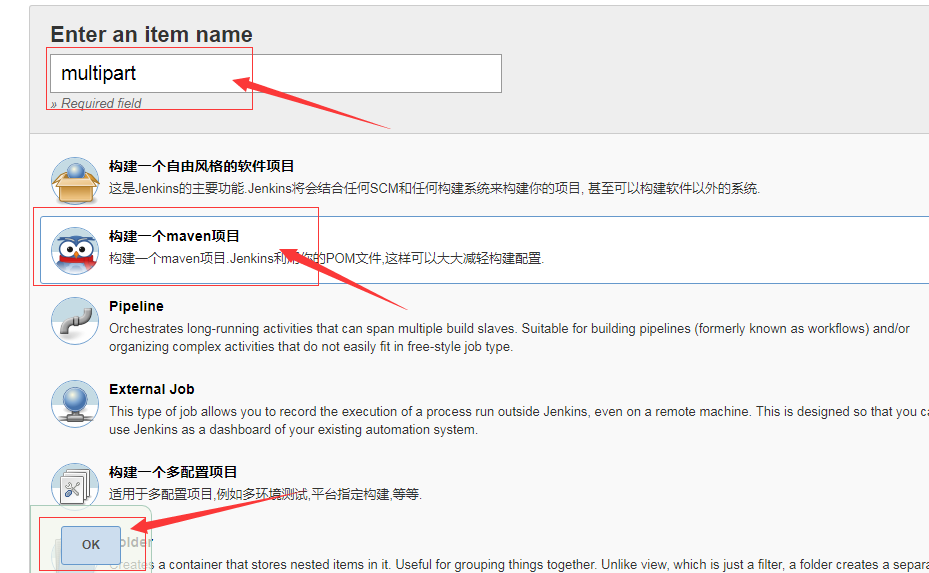 Enter an item name
multipart
» Required field
构建一个自由风格的软件项目
这是Jenkins的主要功能.Jenkins将会结合任何SCM和任何构建系统来构建你的项目, 甚至可以构建软件以外的系统.
构建一个maven项目
构建一个maven项目.Jenkins利用你的POM文件,这样可以大大减轻构建配置.
Pipeline
Orchestrates long-running activities that can span multiple build slaves. Suitable for building pipelines (formerly known as workflows) and/or
organizing complex activities that do not easily fit in free-style job type.
External Job
This type of job allows you to record the execution of a process run outside Jenkins, even on a remote machine. This is designed so that you
use Jenkins as a dashboard of your existing automation system.
构建一个多配置项目
适用于多配置项目,例如多环境测试,平台指定构建,等等.
Folder
OK
Creates a container that stores nested items in it. Useful for grouping things together. Unlike view, which is just a filter, a folder creates a